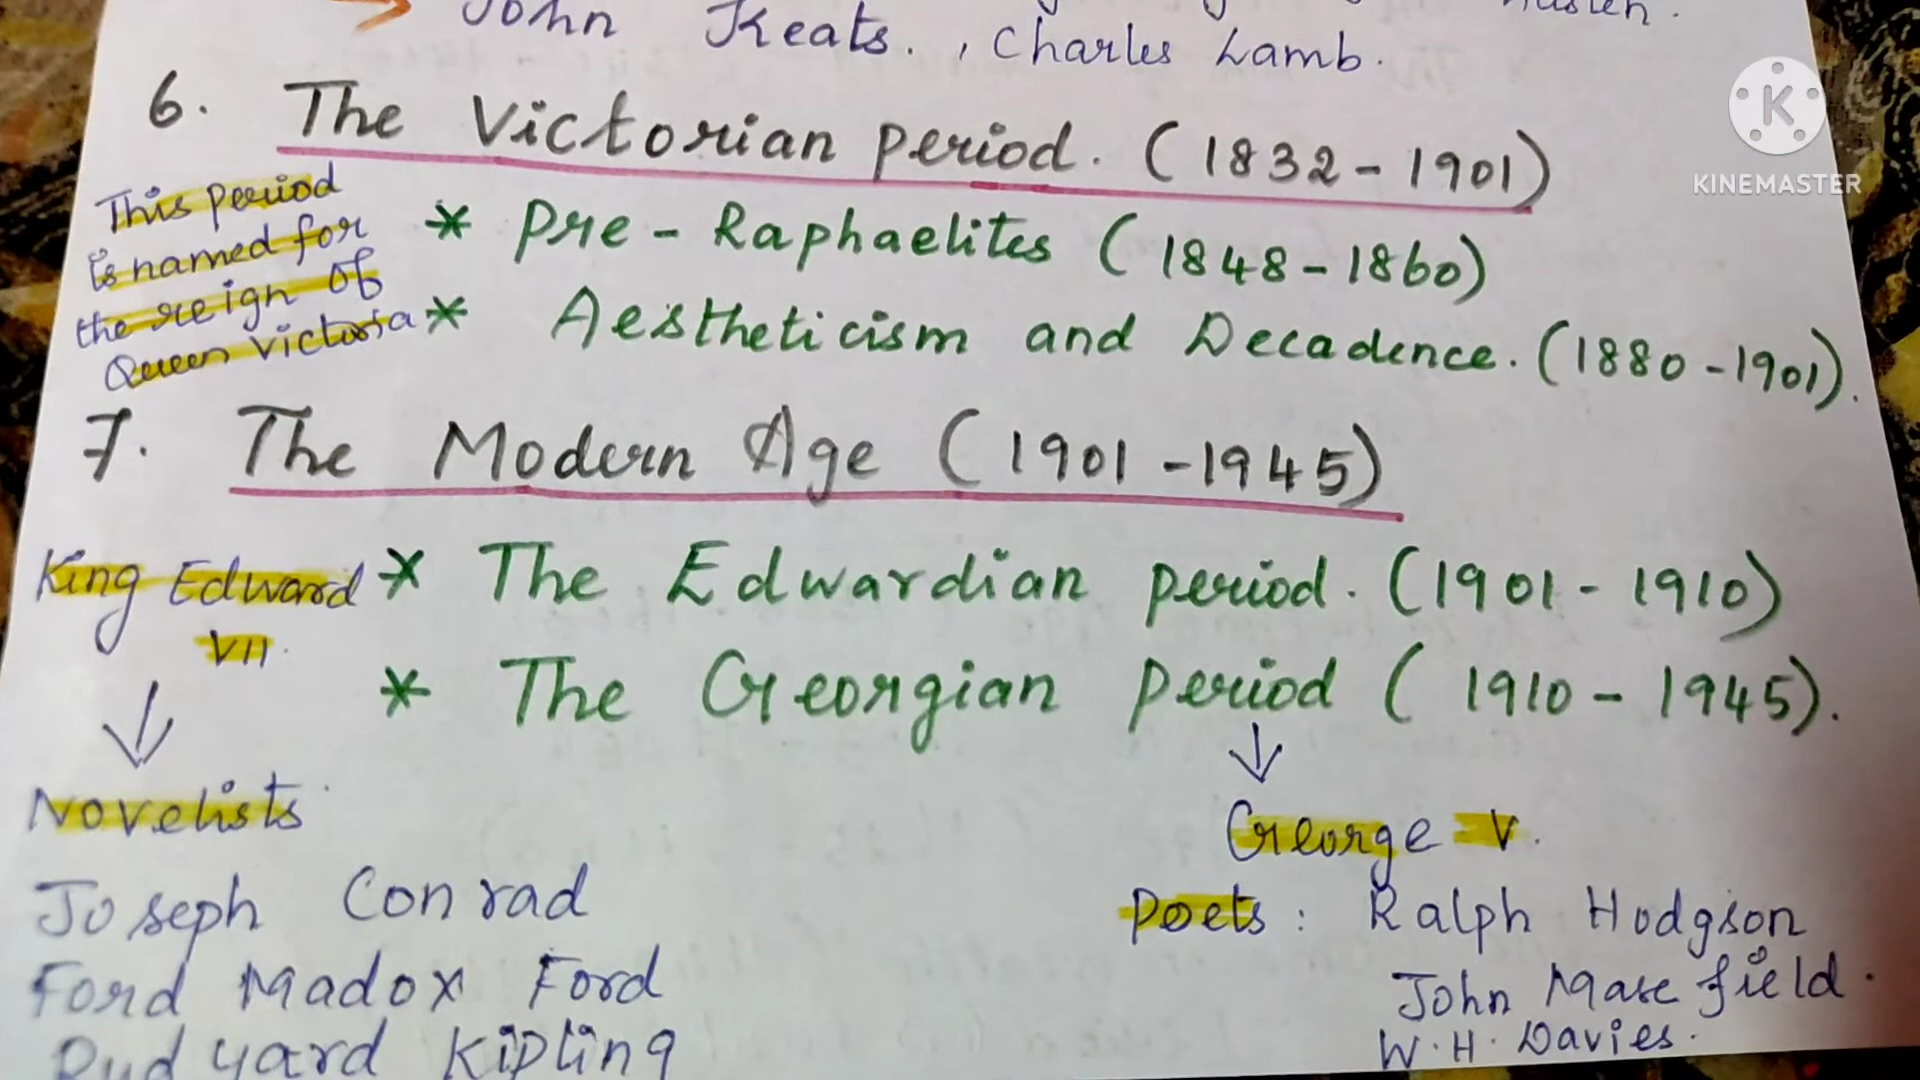 John Keats. , Charles Lamb.
6. The Victorian period. (1832-1901)
This period
is named for
the reign of
Queen Victoria
* Pre-Raphaelites (1848-1860)
* Aestheticism and Decadence. (1880-1901).
7. The Modern Age (1901-1945)
King Edward
VII.
* The Edwardian period. (1901-1910)
* The Georgian period (1910-1945).
Novelists
Joseph Conrad
Ford Madox Ford
Rudyard Kipling
George V.
Poets: Ralph Hodgson
John Masefield.
W.H. Davies.
K
KINEMASTER